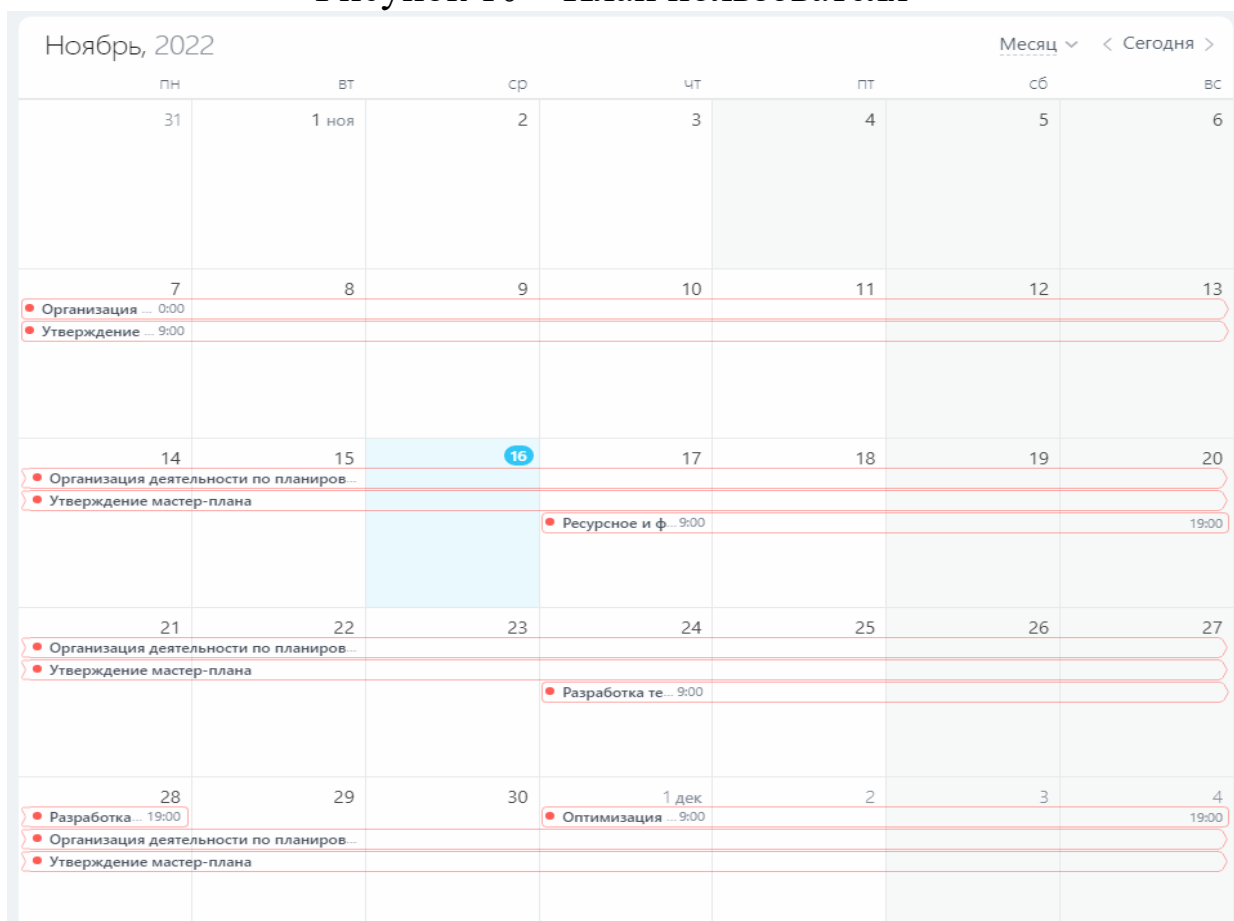 Ноябрь, 2022 Месяц < Сегодня >
пн вт ср чт пт сб вс
31 1 ноя 2 3 4 5 6
7 8 9 10 11 12 13
Организация ... 0:00
Утверждение ... 9:00
14 15 16 17 18 19 20
Организация деятельности по планиров...
Утверждение мастер-плана
Ресурсное и ф... 9:00 19:00
21 22 23 24 25 26 27
Организация деятельности по планиров...
Утверждение мастер-плана
Разработка те... 9:00
28 29 30 1 дек 2 3 4
Разработка... 19:00 Оптимизация ... 9:00 19:00
Организация деятельности по планиров...
Утверждение мастер-плана